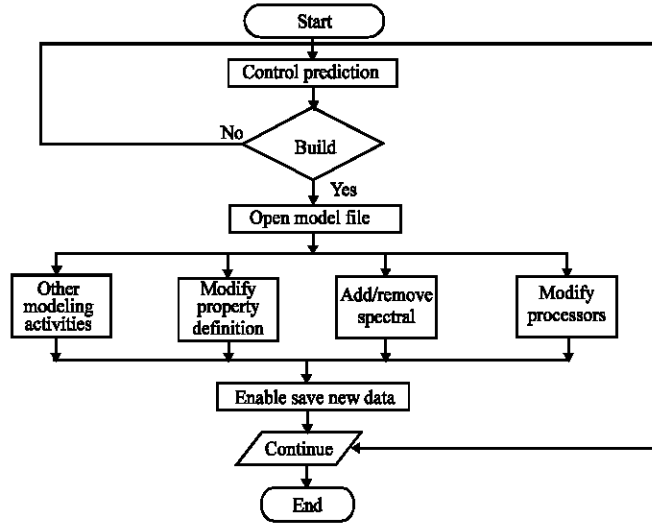 Start
Control prediction
No
Build
Yes
Open model file
Other
modeling
activities
Modify
property
definition
Add/remove
spectral
Modify
processors
Enable save new data
Continue
End